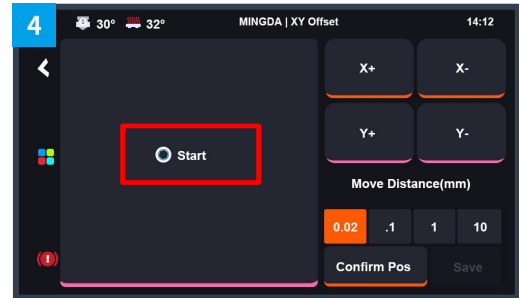 4
30° 32° MINGDA | XY Offset 14:12
X+ X-
Start
Y+ Y-
Move Distance(mm)
0.02 .1 1 10
Confirm Pos Save